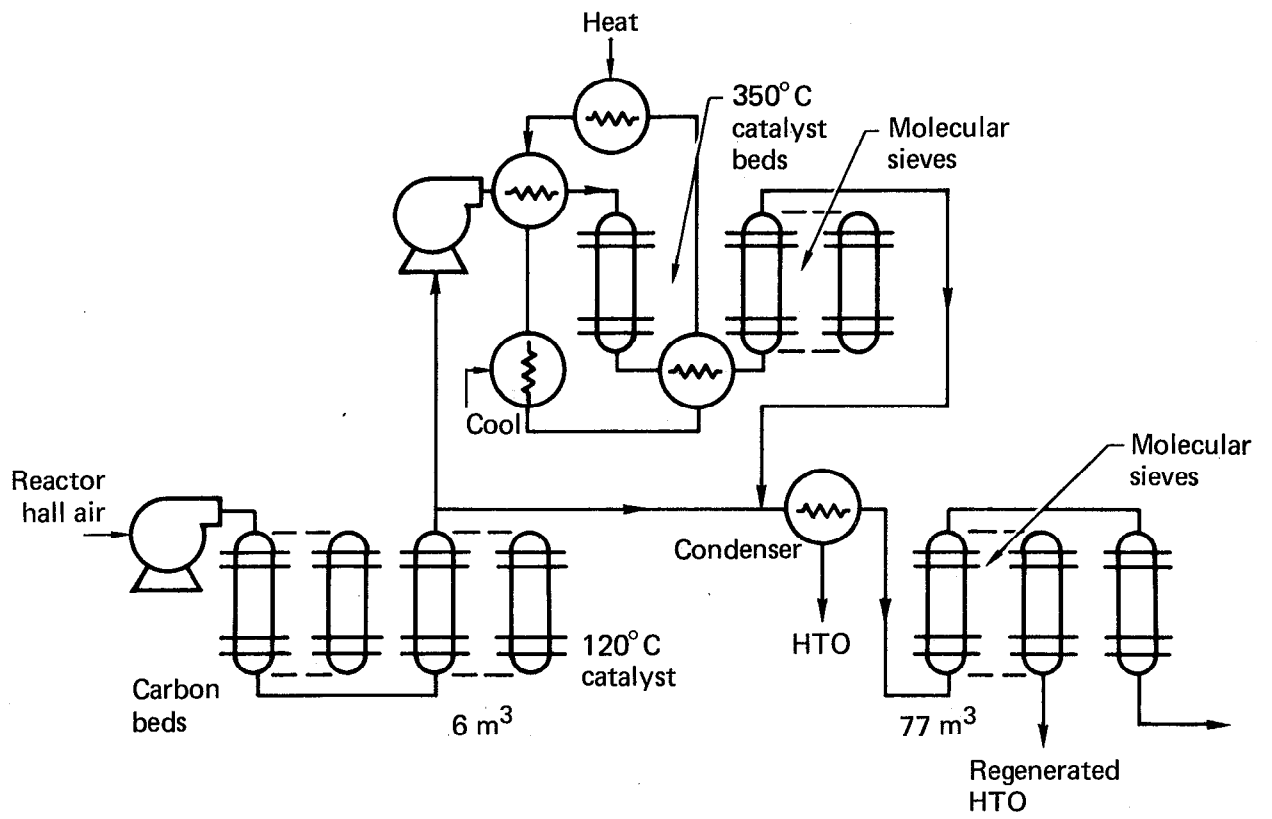 Heat
350° C
catalyst
beds
Molecular
sieves
Cool
Molecular
sieves
Reactor
hall air
Condenser
HTO
120° C
catalyst
Carbon
beds
6 m³
77 m³
Regenerated
HTO